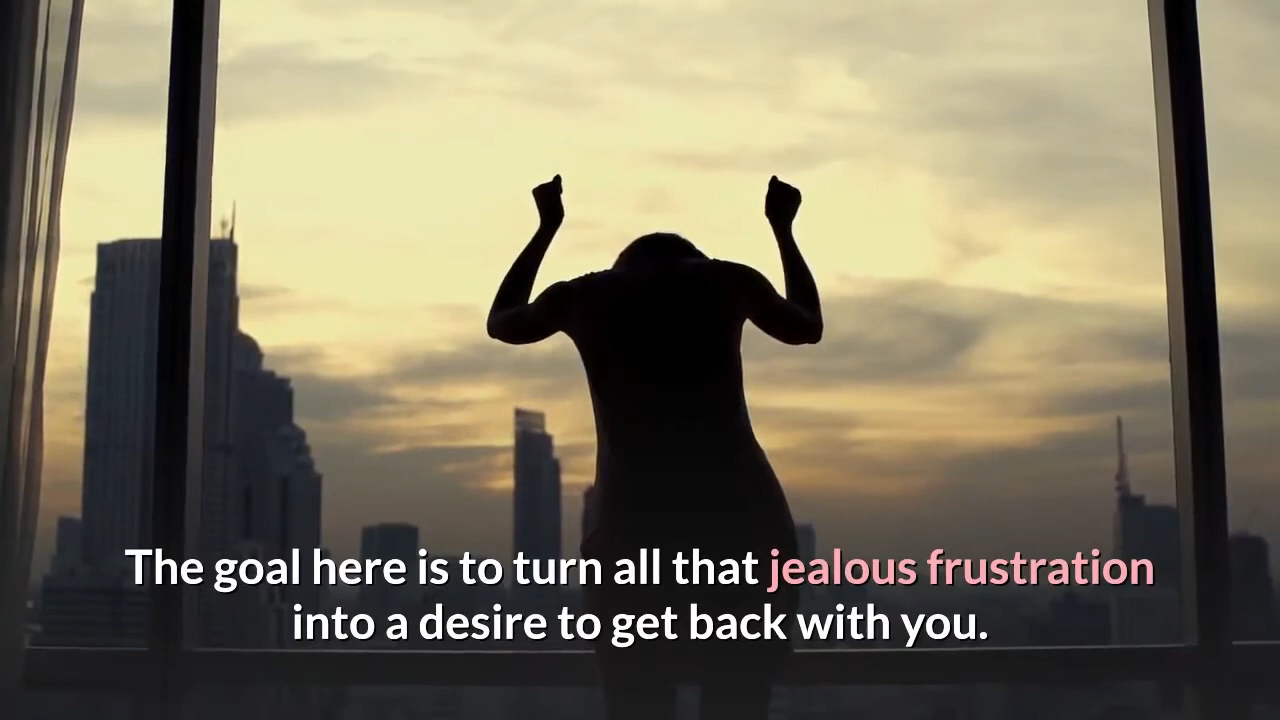 The goal here is to turn all that jealous frustration
into a desire to get back with you.